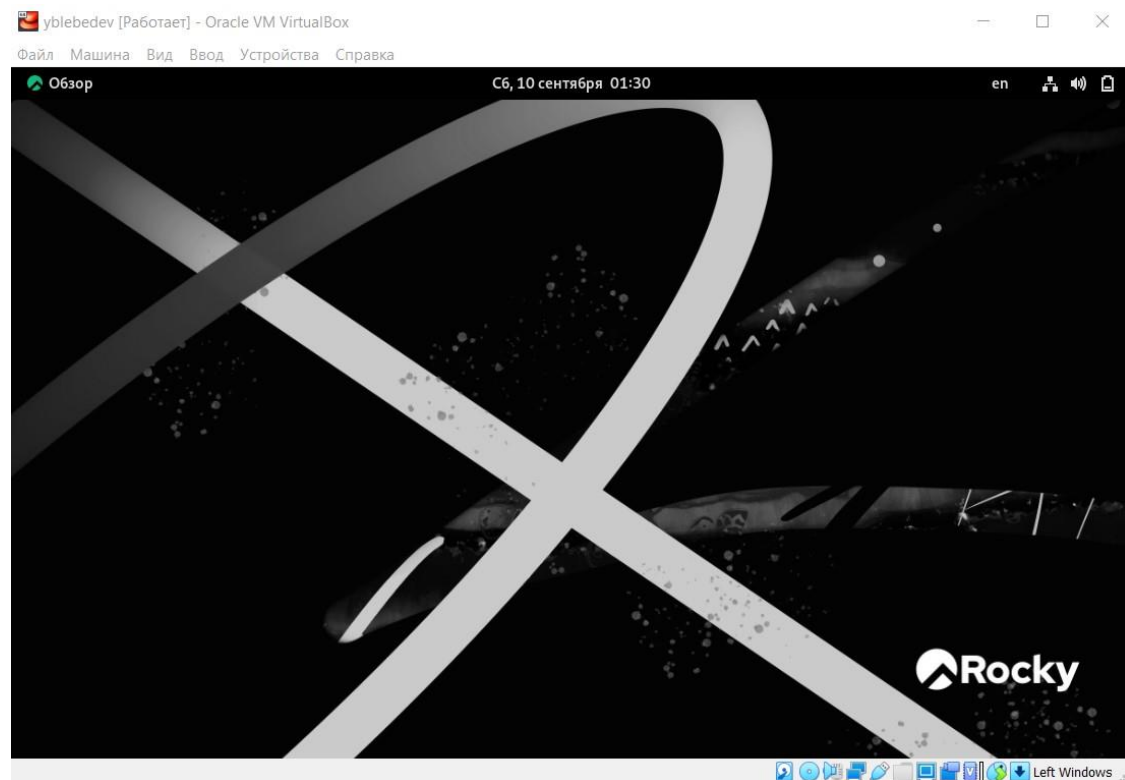 yblebedev [Работает] - Oracle VM VirtualBox
Файл Машина Вид Ввод Устройства Справка
Обзор Сб, 10 сентября 01:30 en
Rocky
Left Windows